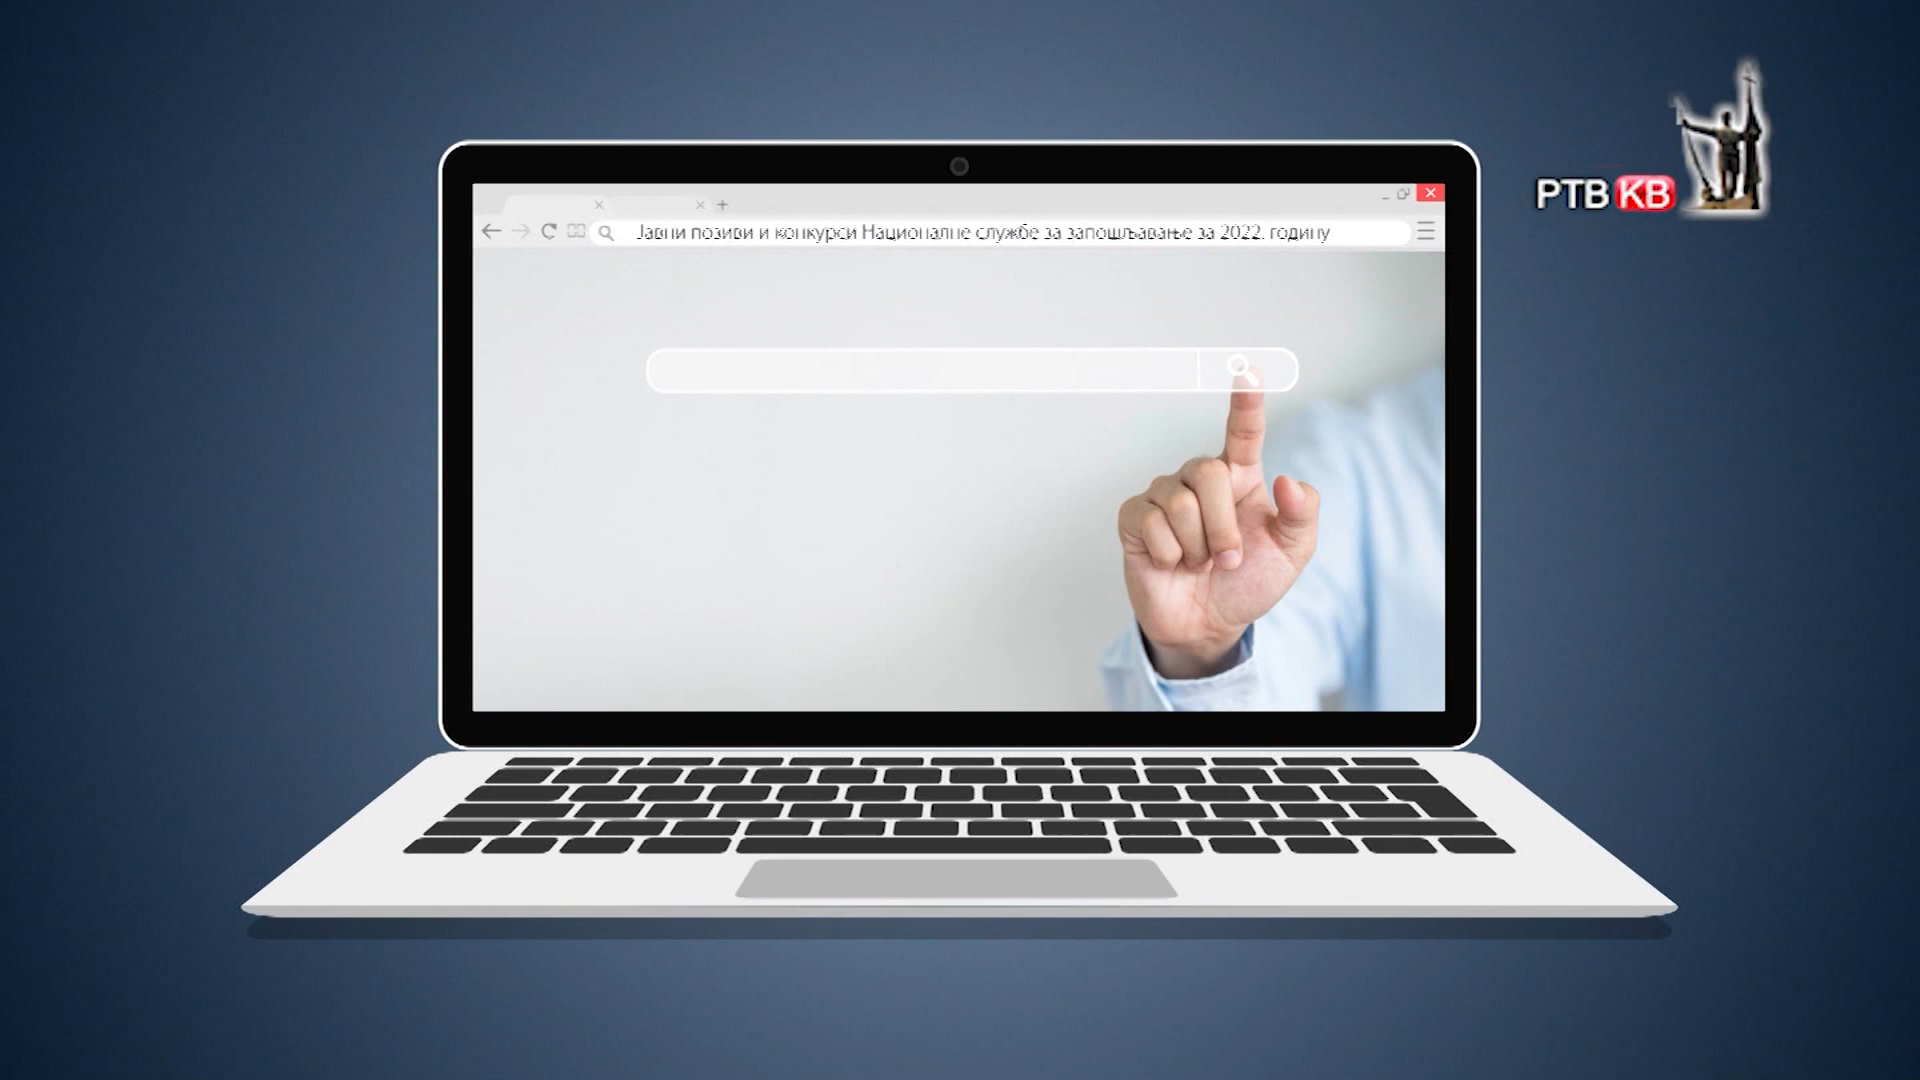 РТВ КВ
Јавни позиви и конкурси Националне службе за запошљавање за 2022. годину